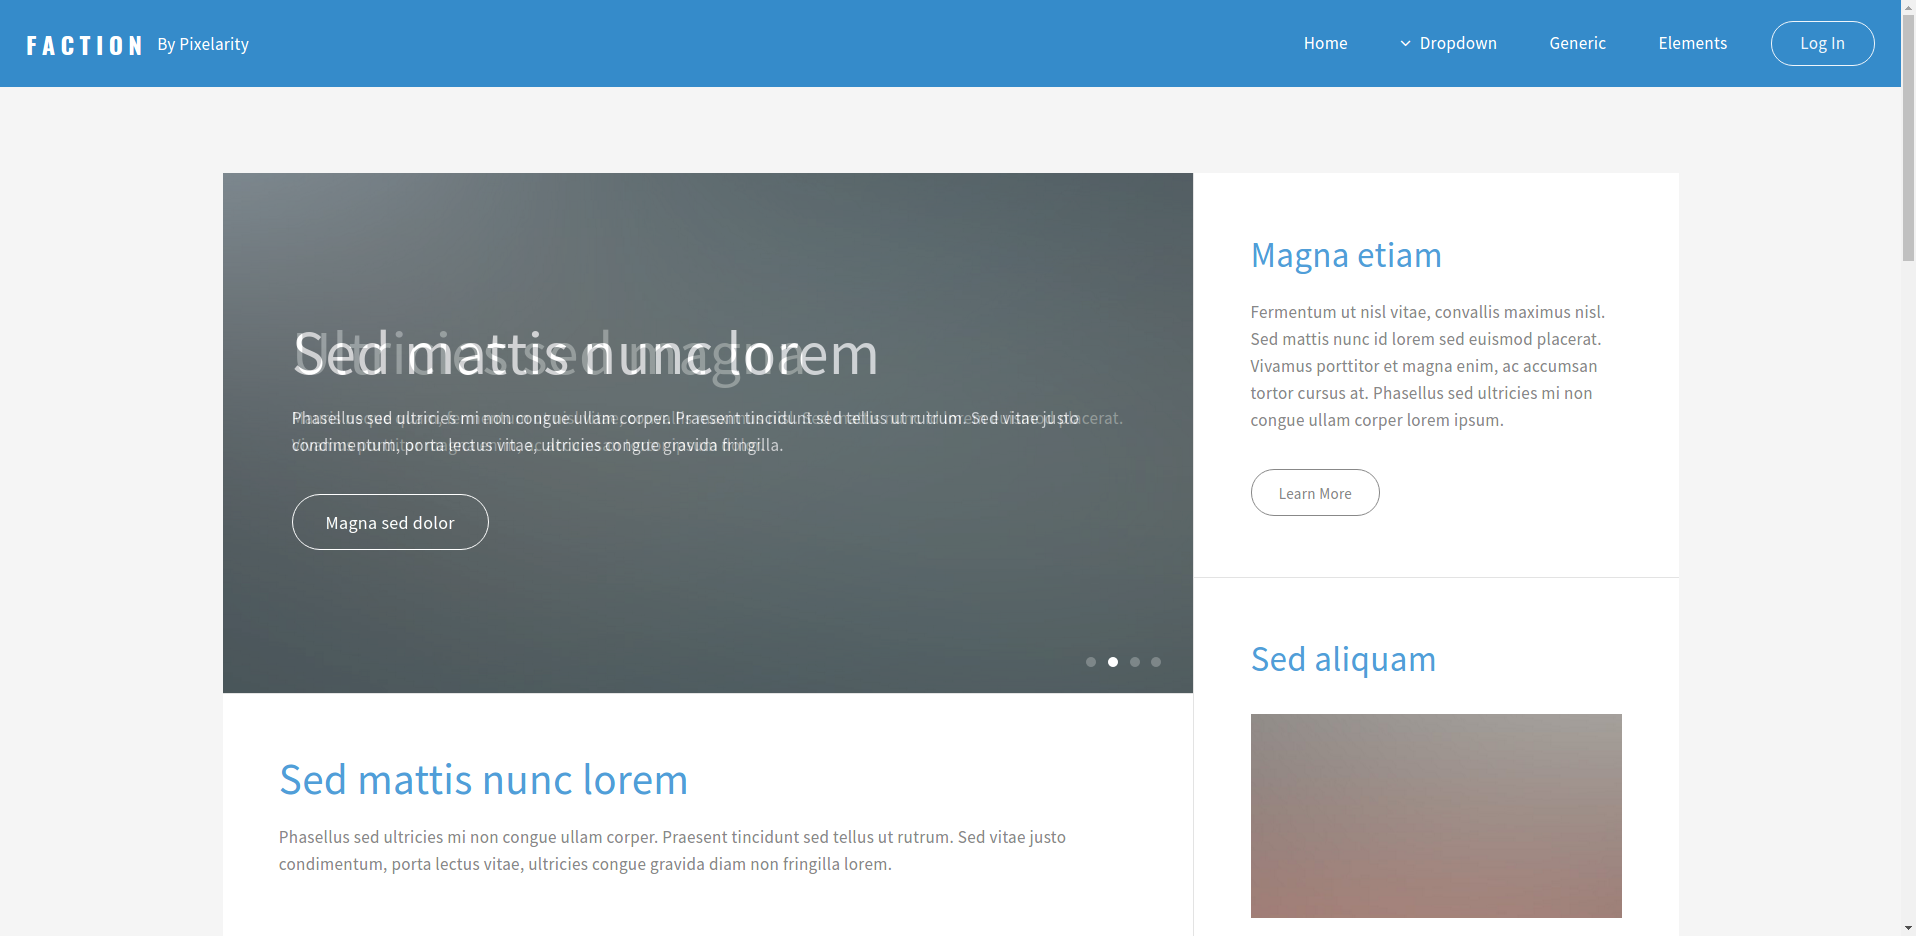 FACTION By Pixelarity
Home
Dropdown
Generic
Elements
Log In
Sed mattis nunc lorem
Ultricies sed magna
Phasellus sed ultricies mi non congue ullam corper. Praesent tincidunt sed tellus ut rutrum. Sed vitae justo
condimentum, porta lectus vitae, ultricies congue gravida fringilla.
Magna sed dolor
Magna etiam
Fermentum ut nisl vitae, convallis maximus nisl.
Sed mattis nunc id lorem sed euismod placerat.
Vivamus porttitor et magna enim, ac accumsan
tortor cursus at. Phasellus sed ultricies mi non
congue ullam corper lorem ipsum.
Learn More
Sed aliquam
Sed mattis nunc lorem
Phasellus sed ultricies mi non congue ullam corper. Praesent tincidunt sed tellus ut rutrum. Sed vitae justo
condimentum, porta lectus vitae, ultricies congue gravida diam non fringilla lorem.